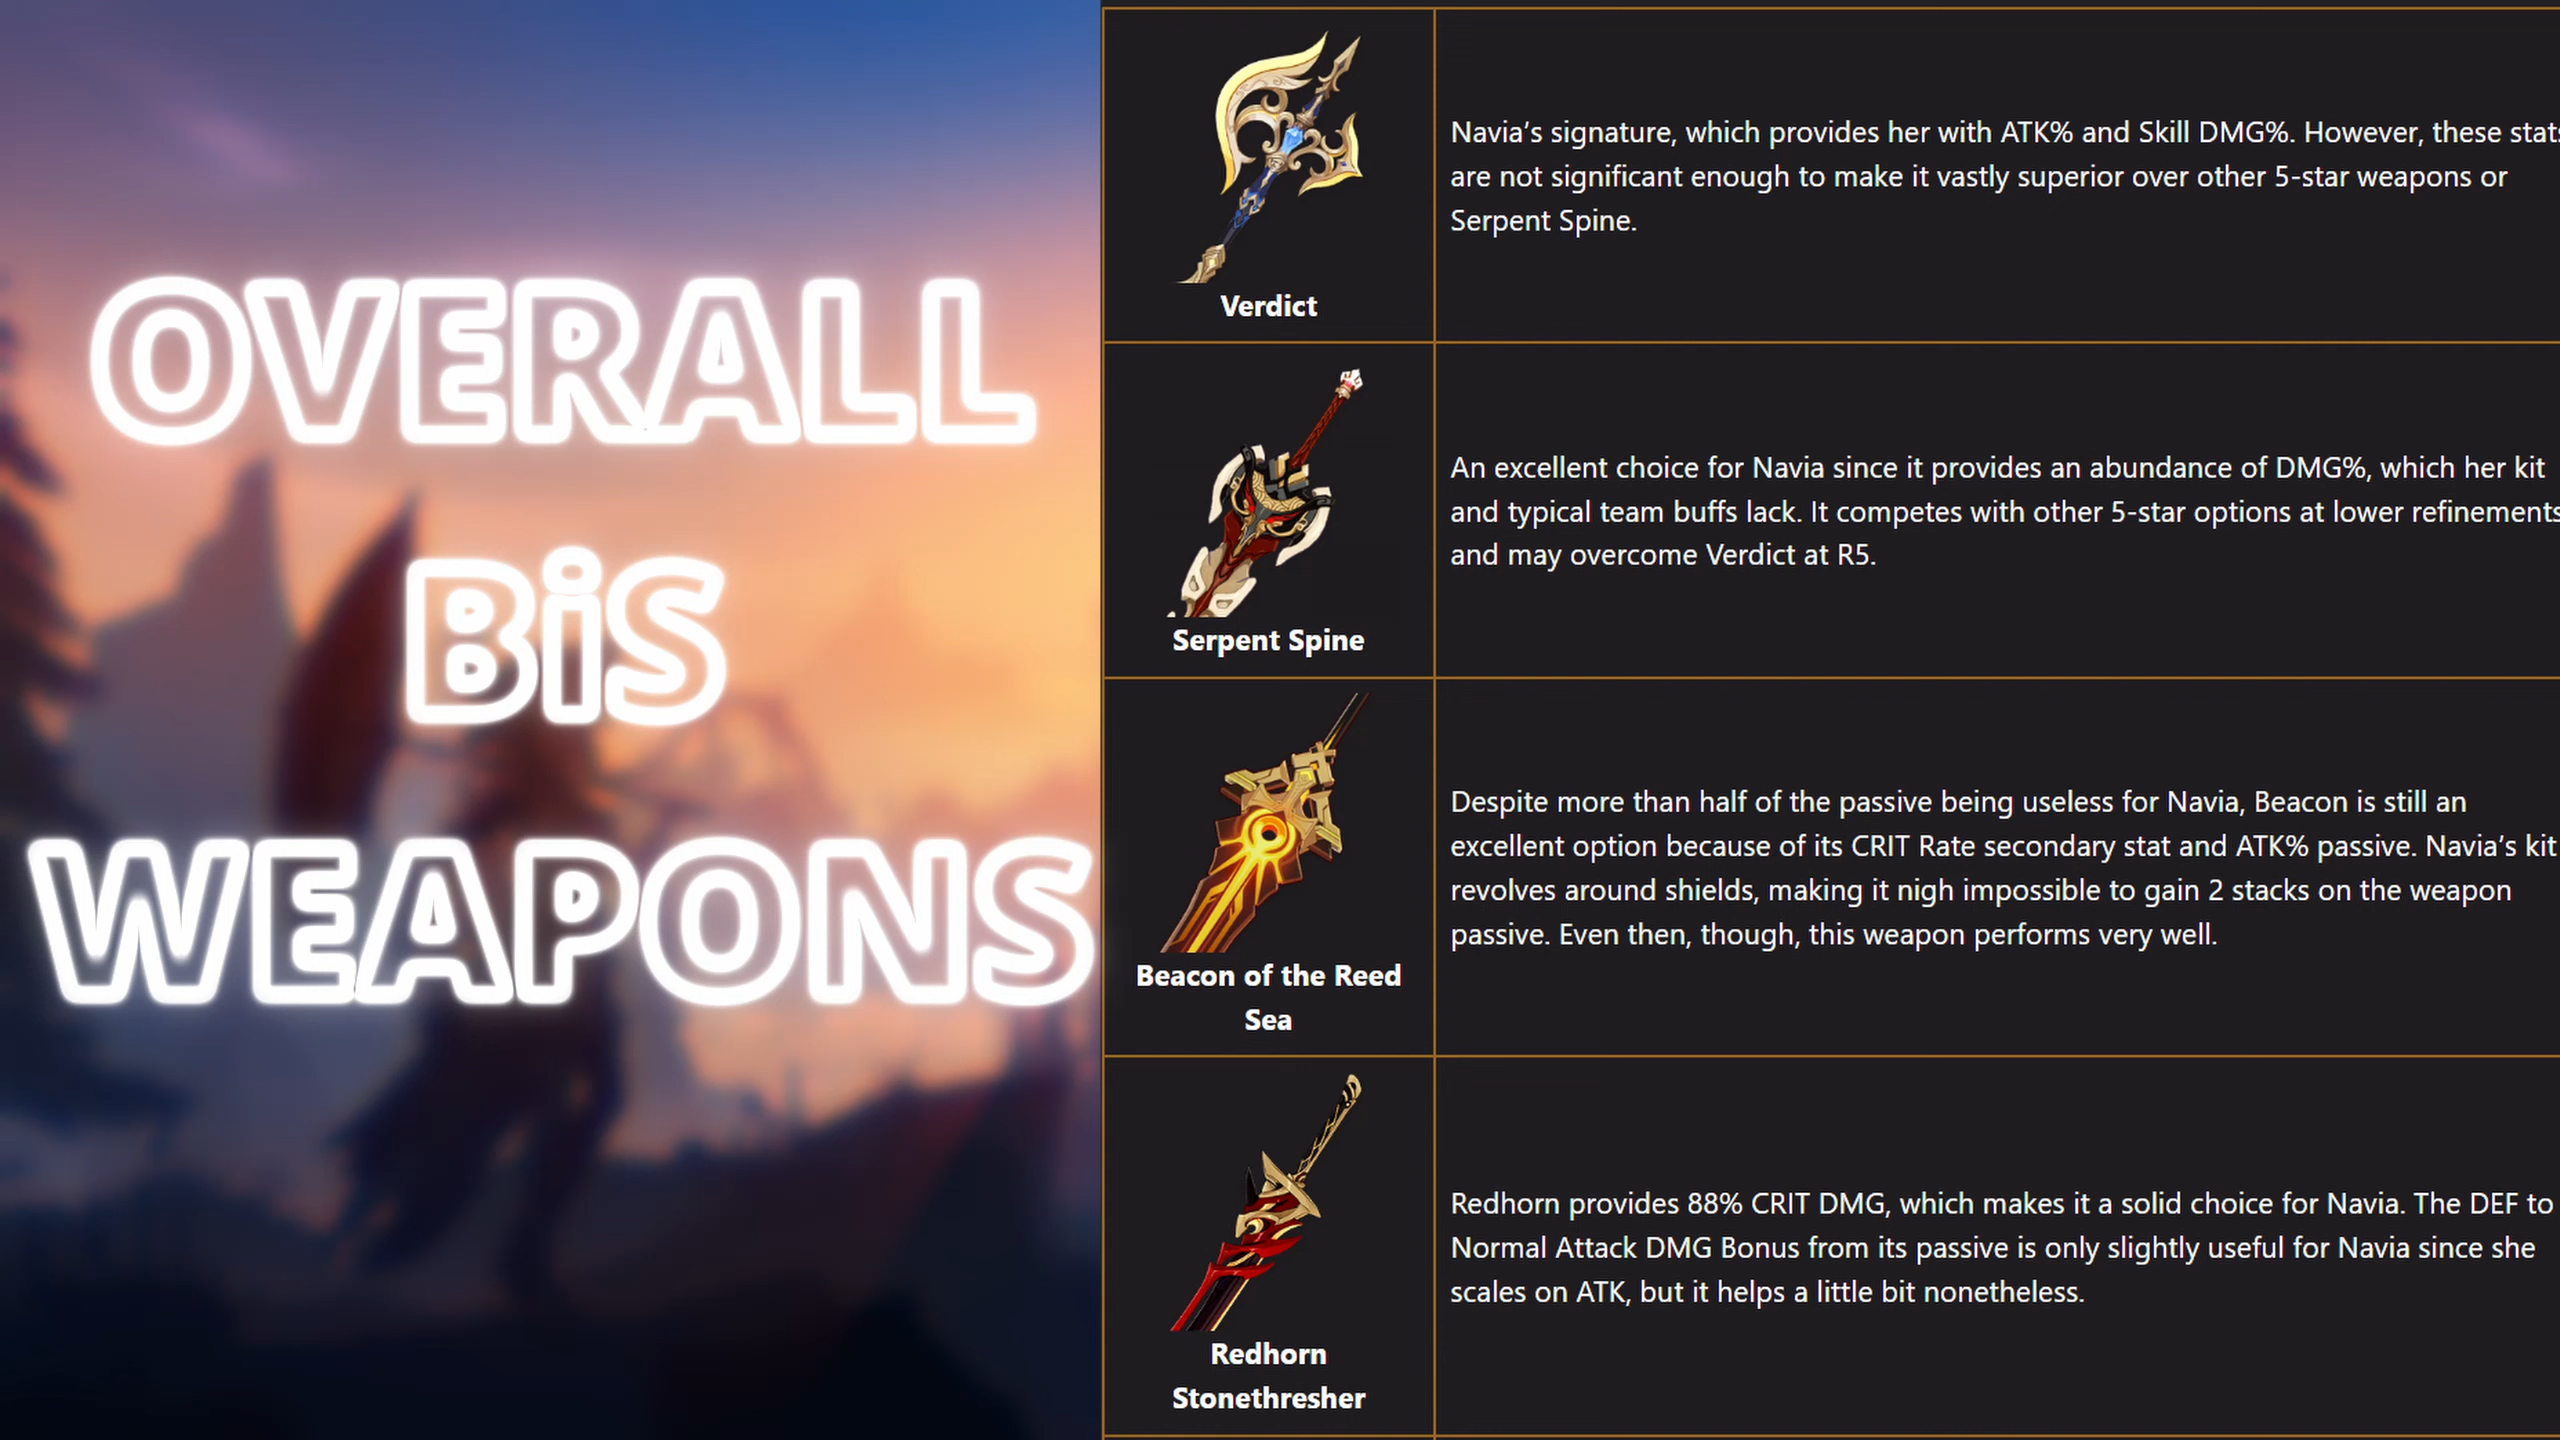 OVERALL
BiS
WEAPONS
Verdict
Navia’s signature, which provides her with ATK% and Skill DMG%. However, these stats
are not significant enough to make it vastly superior over other 5-star weapons or
Serpent Spine.
Serpent Spine
An excellent choice for Navia since it provides an abundance of DMG%, which her kit
and typical team buffs lack. It competes with other 5-star options at lower refinements
and may overcome Verdict at R5.
Beacon of the Reed
Sea
Despite more than half of the passive being useless for Navia, Beacon is still an
excellent option because of its CRIT Rate secondary stat and ATK% passive. Navia’s kit
revolves around shields, making it nigh impossible to gain 2 stacks on the weapon
passive. Even then, though, this weapon performs very well.
Redhorn
Stonethresher
Redhorn provides 88% CRIT DMG, which makes it a solid choice for Navia. The DEF to
Normal Attack DMG Bonus from its passive is only slightly useful for Navia since she
scales on ATK, but it helps a little bit nonetheless.